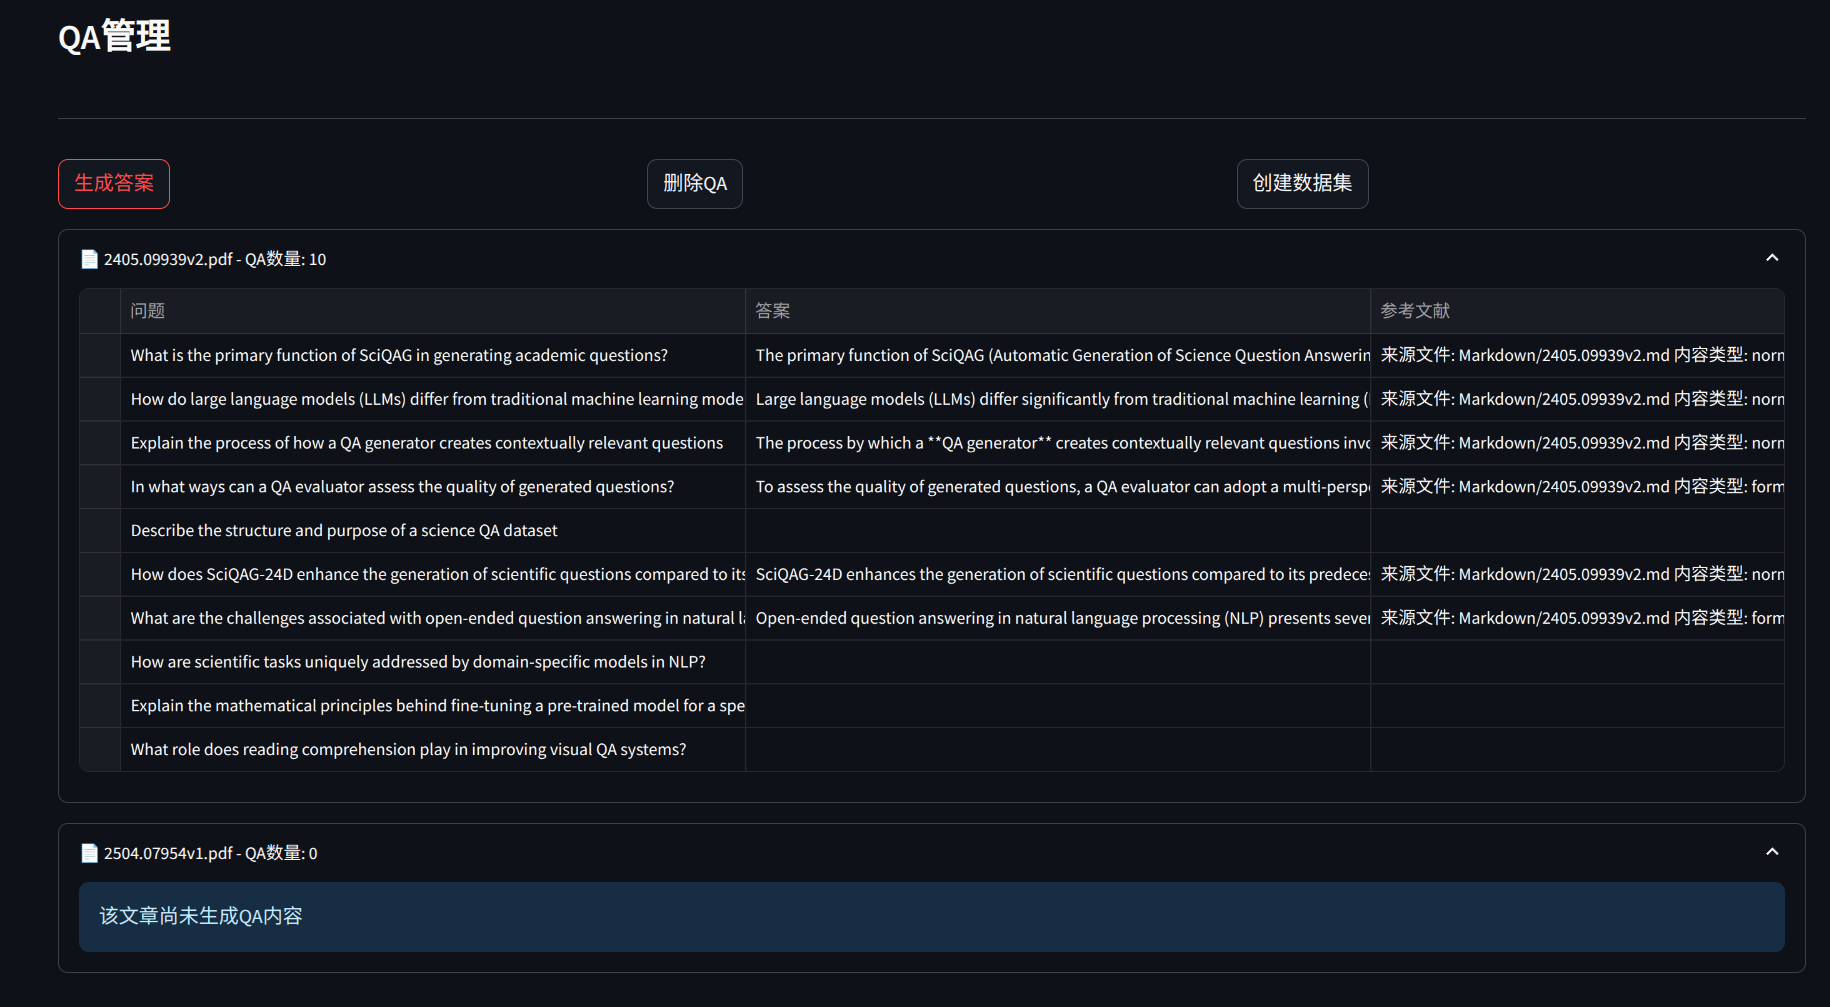 QA管理
生成答案
删除QA
创建数据集
2405.09939v2.pdf - QA数量: 10
问题 答案 参考文献
What is the primary function of SciQAG in generating academic questions? The primary function of SciQAG (Automatic Generation of Science Question Answerin 来源文件: Markdown/2405.09939v2.md 内容类型: norn
How do large language models (LLMs) differ from traditional machine learning mode Large language models (LLMs) differ significantly from traditional machine learning ( 来源文件: Markdown/2405.09939v2.md 内容类型: norn
Explain the process of how a QA generator creates contextually relevant questions The process by which a **QA generator** creates contextually relevant questions invo 来源文件: Markdown/2405.09939v2.md 内容类型: norn
In what ways can a QA evaluator assess the quality of generated questions? To assess the quality of generated questions, a QA evaluator can adopt a multi-perspe 来源文件: Markdown/2405.09939v2.md 内容类型: form
Describe the structure and purpose of a science QA dataset
How does SciQAG-24D enhance the generation of scientific questions compared to its SciQAG-24D enhances the generation of scientific questions compared to its predeces 来源文件: Markdown/2405.09939v2.md 内容类型: norn
What are the challenges associated with open-ended question answering in natural l Open-ended question answering in natural language processing (NLP) presents sever 来源文件: Markdown/2405.09939v2.md 内容类型: form
How are scientific tasks uniquely addressed by domain-specific models in NLP?
Explain the mathematical principles behind fine-tuning a pre-trained model for a spe
What role does reading comprehension play in improving visual QA systems?
2504.07954v1.pdf - QA数量: 0
该文章尚未生成QA内容